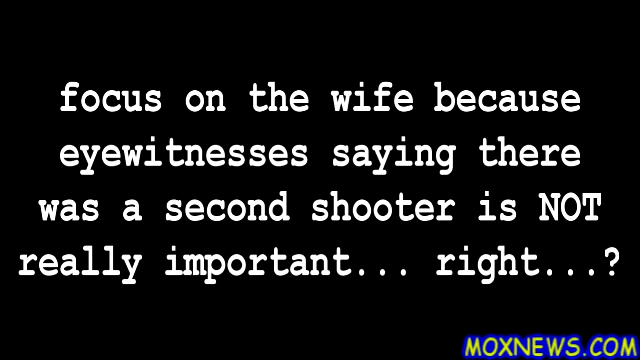 focus on the wife because
eyewitnesses saying there
was a second shooter is NOT
really important... right...?
MOXNEWS.COM